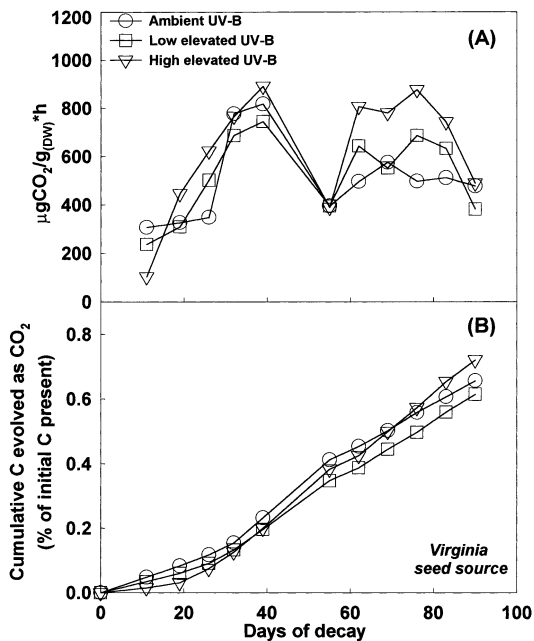 1200
Ambient UV-B
(A)
Low elevated UV-B
1000
High elevated UV-B
800
600
400
200
0
µgCO2/g(DW)*h
(B)
0.8
0.6
0.4
0.2
0.0
Cumulative C evolved as CO2
(% of initial C present)
Virginia
seed source
0 20 40 60 80 100
Days of decay